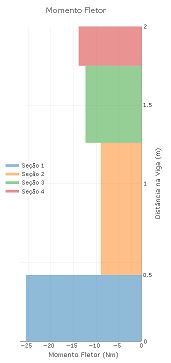 Momento Fletor
2
1.5
1
0.5
0
Distância na Viga (m)
Seção 1
Seção 2
Seção 3
Seção 4
−25
−20
−15
−10
−5
0
Momento Fletor (Nm)